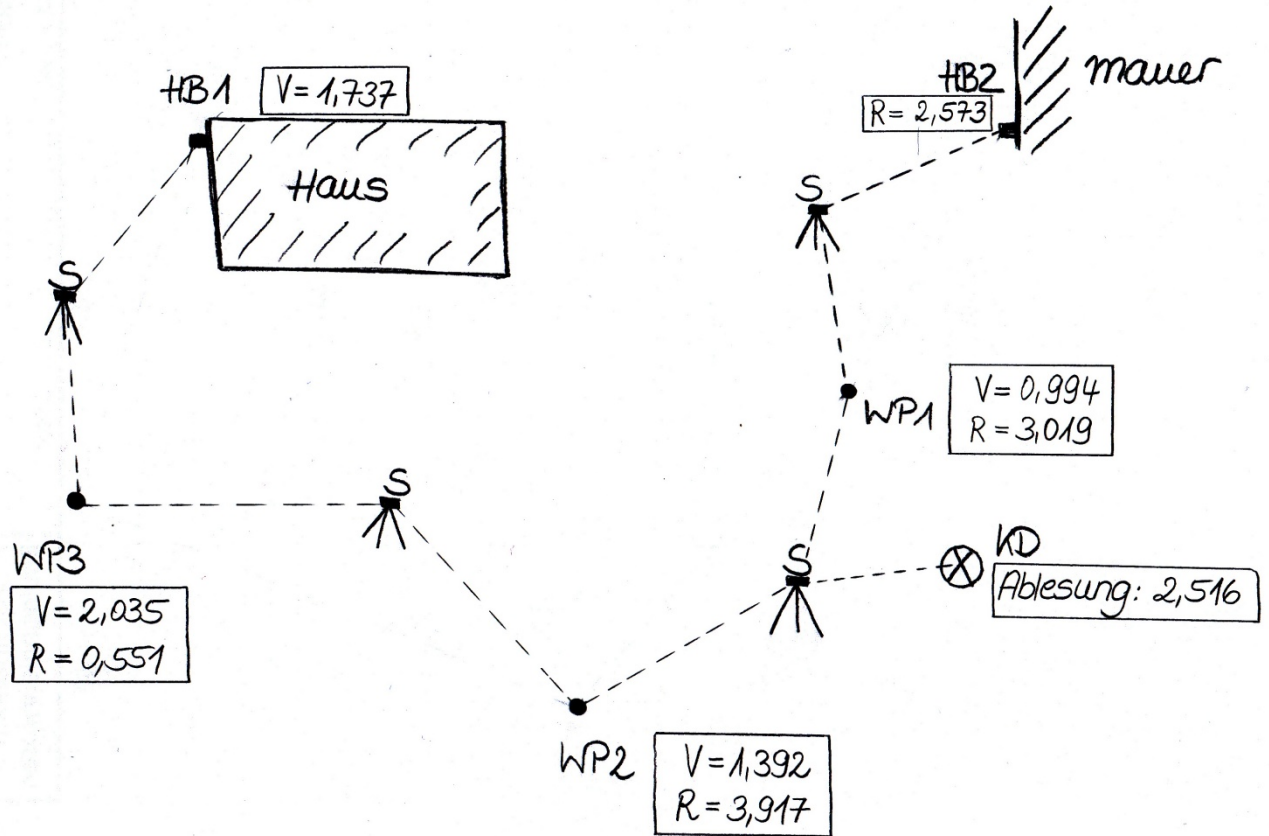 HB1
V = 1,737
Haus
HB2
R = 2,573
mauer
S
S
WP1
V = 0,994
R = 3,019
S
S
KD
Ablesung: 2,516
WP3
V = 2,035
R = 0,551
WP2
V = 1,392
R = 3,917